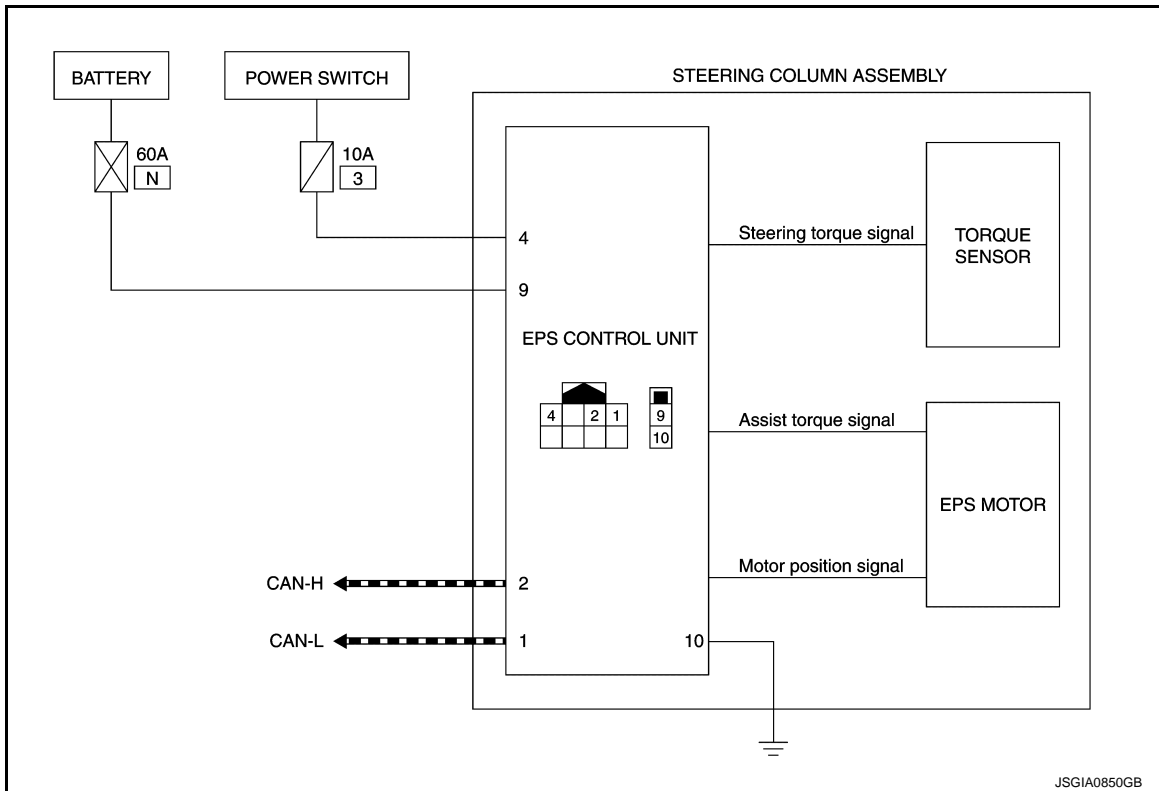 BATTERY
POWER SWITCH
STEERING COLUMN ASSEMBLY
60A
N
10A
3
4
Steering torque signal
TORQUE
SENSOR
9
EPS CONTROL UNIT
4 2 1
9
10
Assist torque signal
EPS MOTOR
Motor position signal
CAN-H
2
CAN-L
1
10
JSGIA0850GB